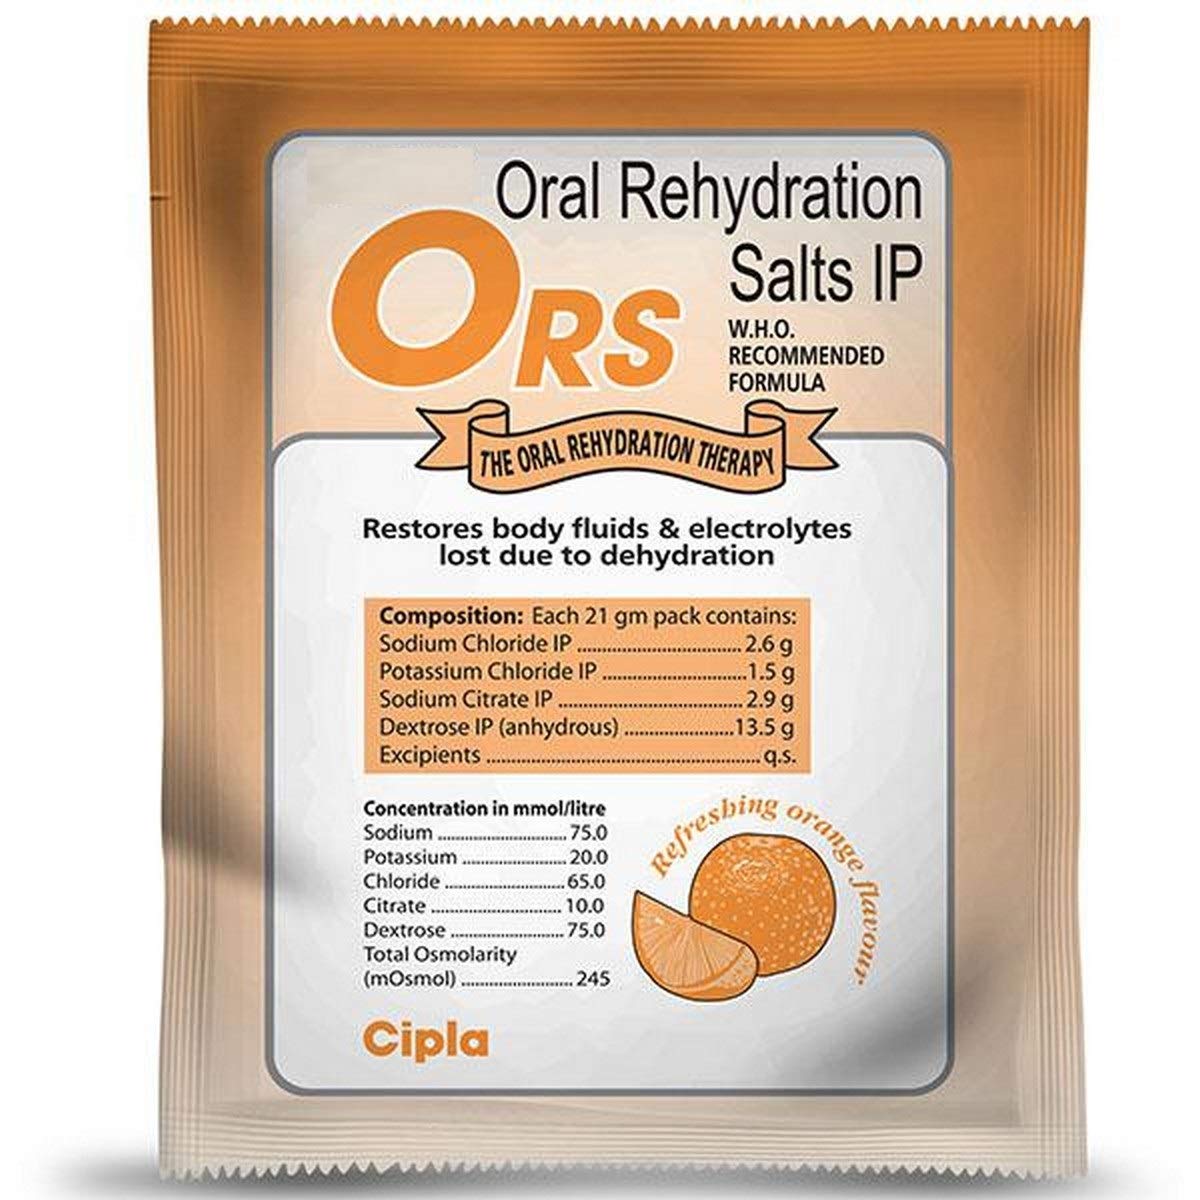 Oral Rehydration
Salts IP
ORS
W.H.O.
RECOMMENDED
FORMULA
THE ORAL REHYDRATION THERAPY
Restores body fluids & electrolytes
lost due to dehydration
Composition: Each 21 gm pack contains:
Sodium Chloride IP ................................ 2.6 g
Potassium Chloride IP ..........................1.5 g
Sodium Citrate IP ................................... 2.9 g
Dextrose IP (anhydrous) ....................13.5 g
Excipients .................................................... q.s.
Concentration in mmol/litre
Sodium .......................... 75.0
Potassium ..................... 20.0
Chloride ........................ 65.0
Citrate .......................... 10.0
Dextrose ....................... 75.0
Total Osmolarity
(mOsmol) ....................... 245
Refreshing orange flavour.
Cipla